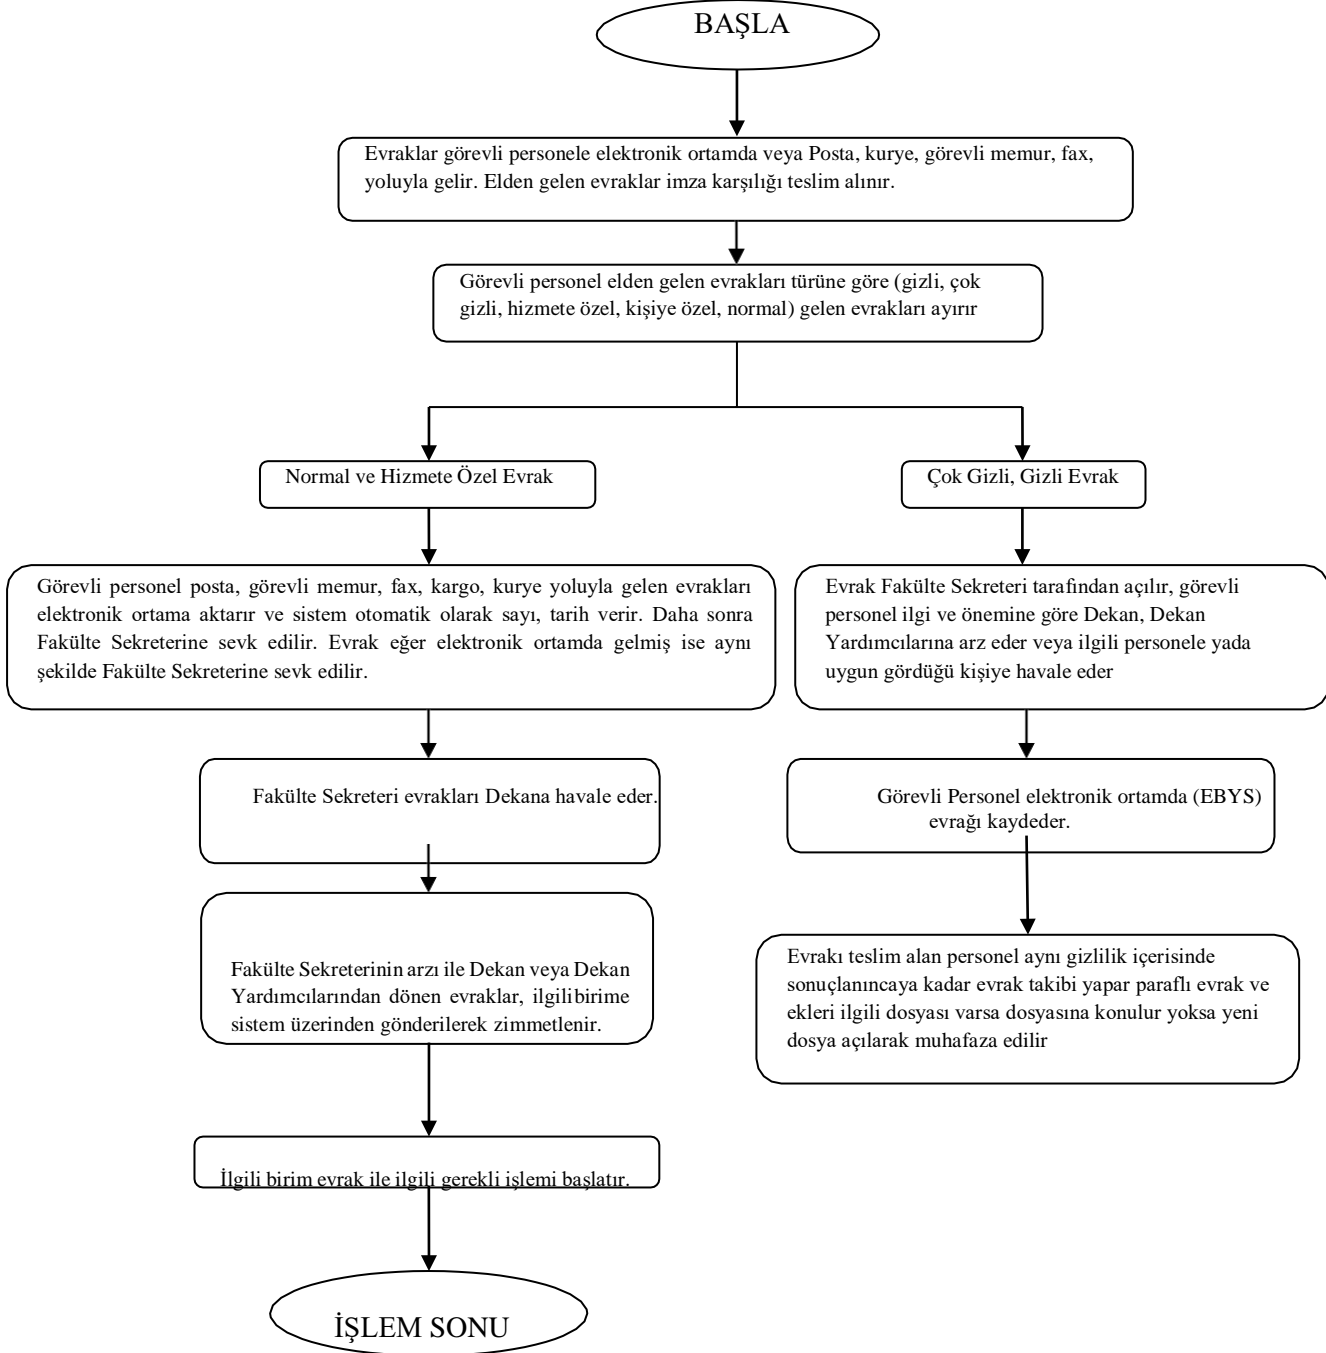 BAŞLA
Evraklar görevli personele elektronik ortamda veya Posta, kurye, görevli memur, fax,
yoluyla gelir. Elden gelen evraklar imza karşılığı teslim alınır.
Görevli personel elden gelen evrakları türüne göre (gizli, çok
gizli, hizmete özel, kişiye özel, normal) gelen evrakları ayırır
Normal ve Hizmete Özel Evrak
Görevli personel posta, görevli memur, fax, kargo, kurye yoluyla gelen evrakları
elektronik ortama aktarır ve sistem otomatik olarak sayı, tarih verir. Daha sonra
Fakülte Sekreterine sevk edilir. Evrak eğer elektronik ortamda gelmiş ise aynı
şekilde Fakülte Sekreterine sevk edilir.
Fakülte Sekreteri evrakları Dekana havale eder.
Fakülte Sekreterinin arzı ile Dekan veya Dekan
Yardımcılarından dönen evraklar, ilgilibirime
sistem üzerinden gönderilerek zimmetlenir.
İlgili birim evrak ile ilgili gerekli işlemi başlatır.
İŞLEM SONU
Çok Gizli, Gizli Evrak
Evrak Fakülte Sekreteri tarafından açılır, görevli
personel ilgi ve önemine göre Dekan, Dekan
Yardımcılarına arz eder veya ilgili personele yada
uygun gördüğü kişiye havale eder
Görevli Personel elektronik ortamda (EBYS)
evrağı kaydeder.
Evrakı teslim alan personel aynı gizlilik içerisinde
sonuçlanıncaya kadar evrak takibi yapar paraflı evrak ve
ekleri ilgili dosyası varsa dosyasına konulur yoksa yeni
dosya açılarak muhafaza edilir